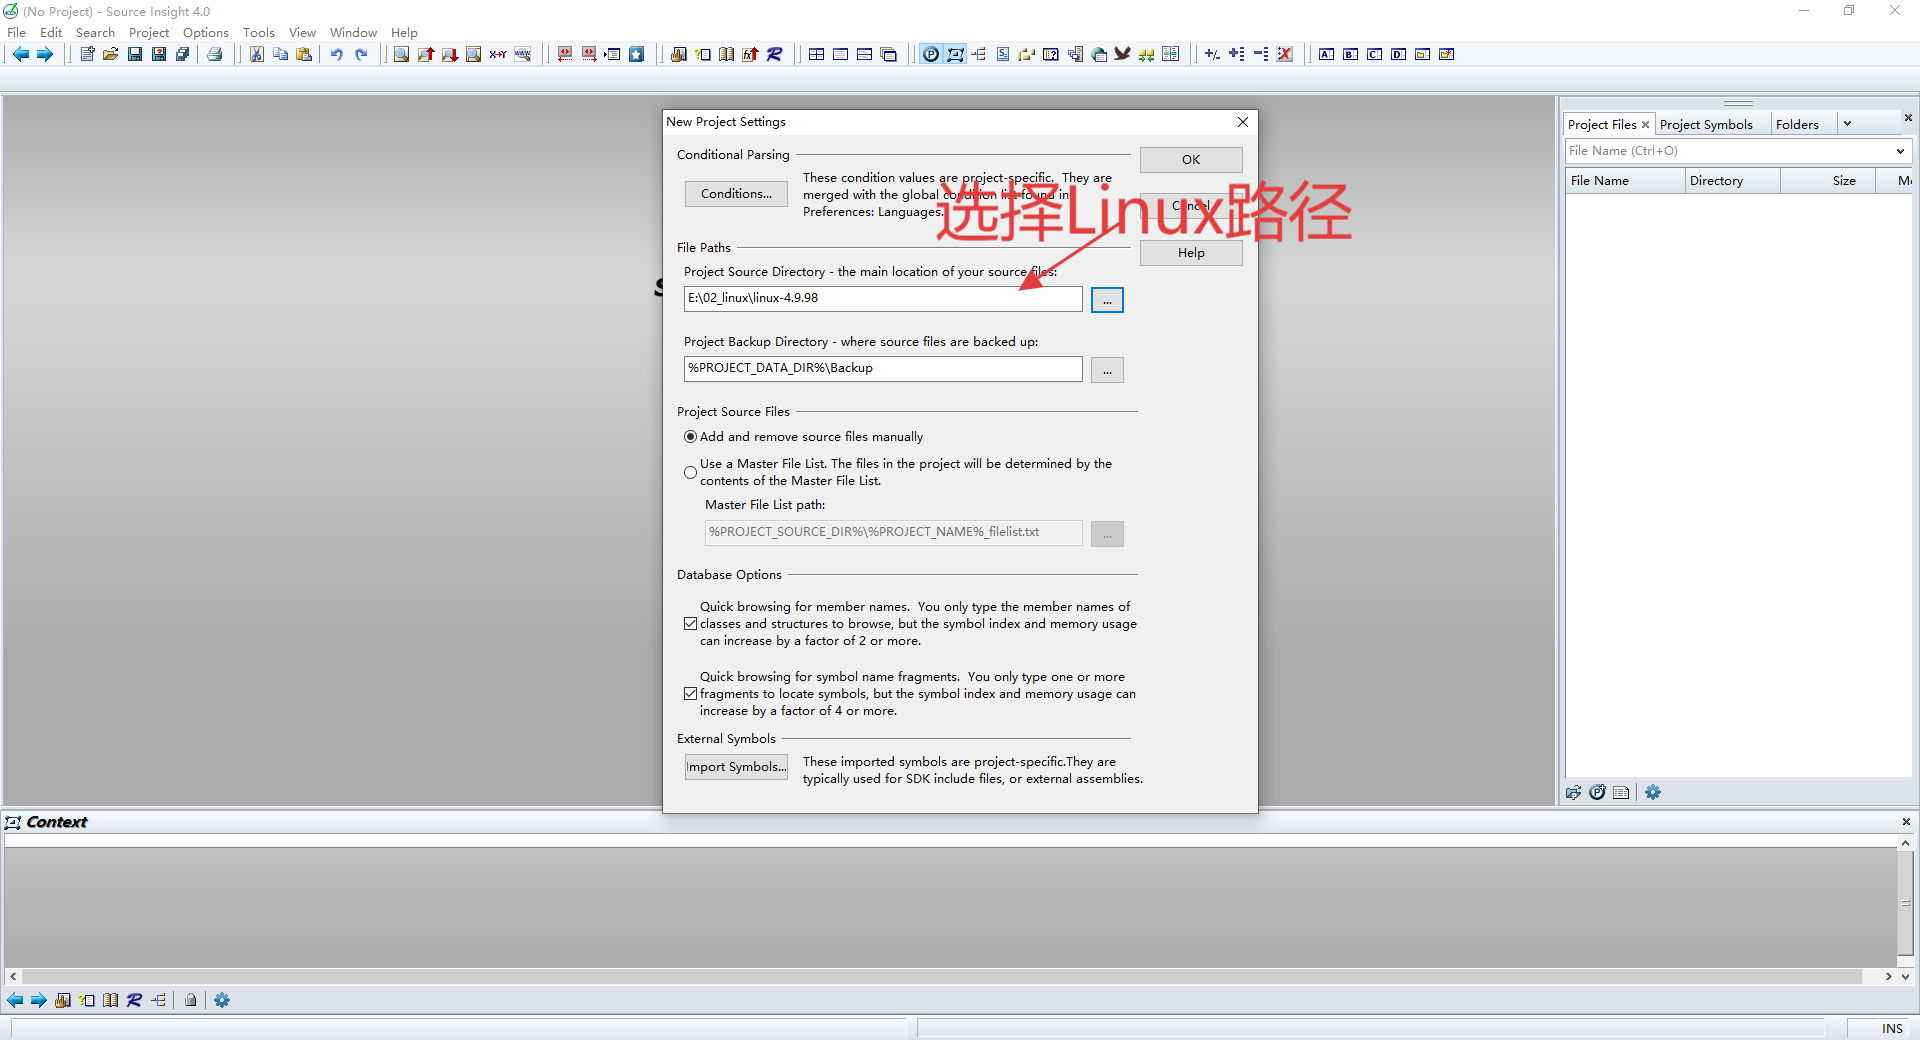 (No Project) - Source Insight 4.0
File Edit Search Project Options Tools View Window Help
New Project Settings
Conditional Parsing
OK
Conditions...
These condition values are project-specific. They are
merged with the global condition list found in
Preferences: Languages.
Cancel
选择Linux路径
File Paths
Help
Project Source Directory - the main location of your source files:
E:\02_linux\linux-4.9.98
...
Project Backup Directory - where source files are backed up:
%PROJECT_DATA_DIR%\Backup
...
Project Source Files
Add and remove source files manually
Use a Master File List. The files in the project will be determined by the
contents of the Master File List.
Master File List path:
%PROJECT_SOURCE_DIR%\%PROJECT_NAME%_filelist.txt
...
Database Options
Quick browsing for member names. You only type the member names of
classes and structures to browse, but the symbol index and memory usage
can increase by a factor of 2 or more.
Quick browsing for symbol name fragments. You only type one or more
fragments to locate symbols, but the symbol index and memory usage can
increase by a factor of 4 or more.
External Symbols
Import Symbols...
These imported symbols are project-specific.They are
typically used for SDK include files, or external assemblies.
Project Files Project Symbols Folders
File Name (Ctrl+O)
File Name Directory Size
Context
INS